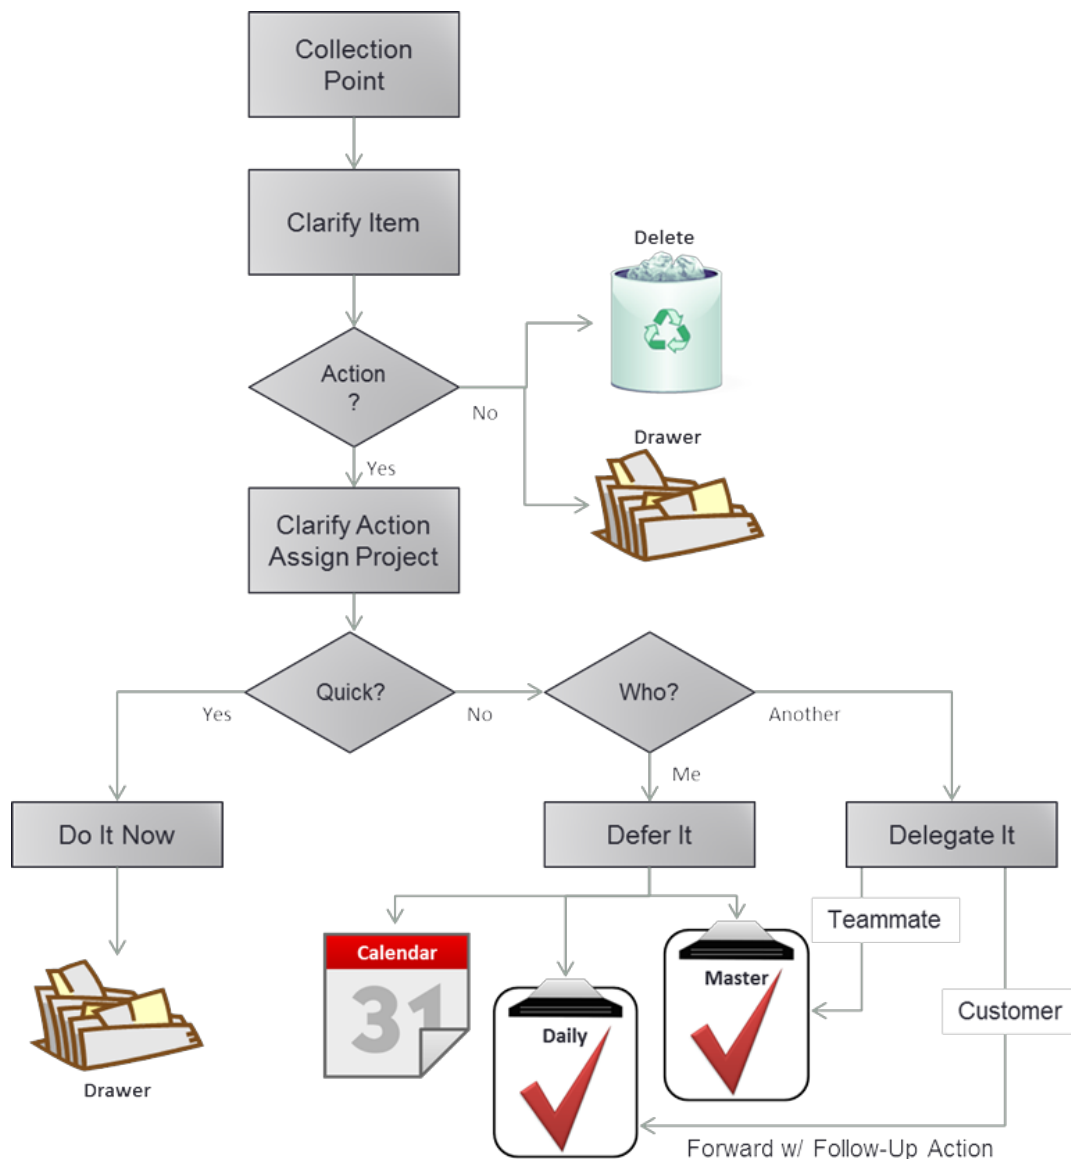 Collection
Point
Clarify Item
Delete
Action
?
No
Drawer
Yes
Clarify Action
Assign Project
Quick?
Who?
Yes
No
Another
Me
Do It Now
Defer It
Delegate It
Teammate
Calendar
31
Master
Customer
Daily
Drawer
Forward w/ Follow-Up Action